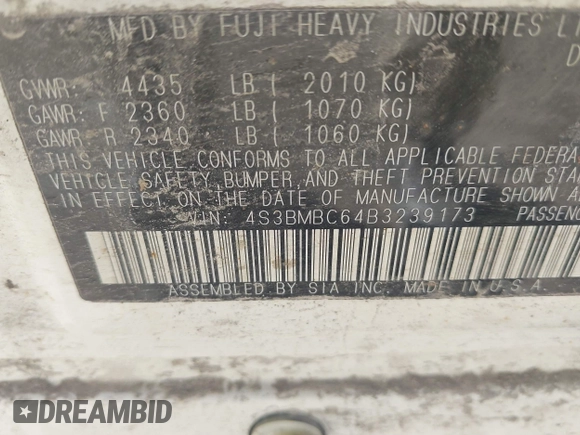 MFD BY FUJI HEAVY INDUSTRIES
GVWR: 4435 LB ( 2010 KG)
GAWR: F 2360 LB ( 1070 KG)
GAWR: R 2340 LB ( 1060 KG)
THIS VEHICLE CONFORMS TO ALL APPLICABLE FEDERA
VEHICLE SAFETY, BUMPER, AND THEFT PREVENTION STA
IN EFFECT ON THE DATE OF MANUFACTURE SHOWN A
VIN: 4S3BMBC64B3239173 PASSEN
ASSEMBLED BY SIA INC. MADE IN U.S.A.
DREAMBID